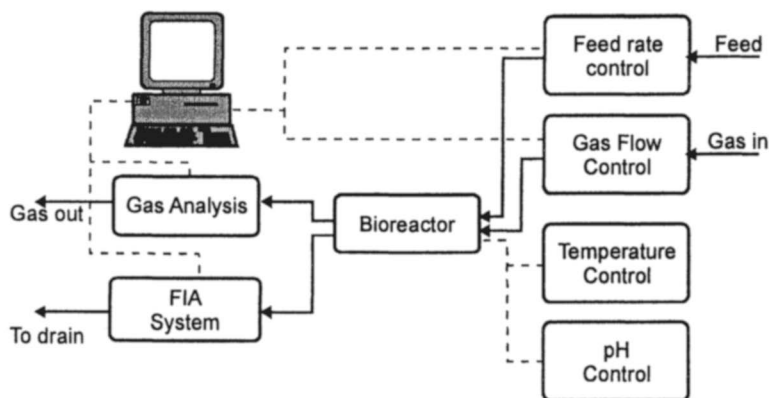 Feed rate
control
Feed
Gas Flow
Control
Gas in
Gas Analysis
Gas out
Bioreactor
Temperature
Control
FIA
System
To drain
pH
Control